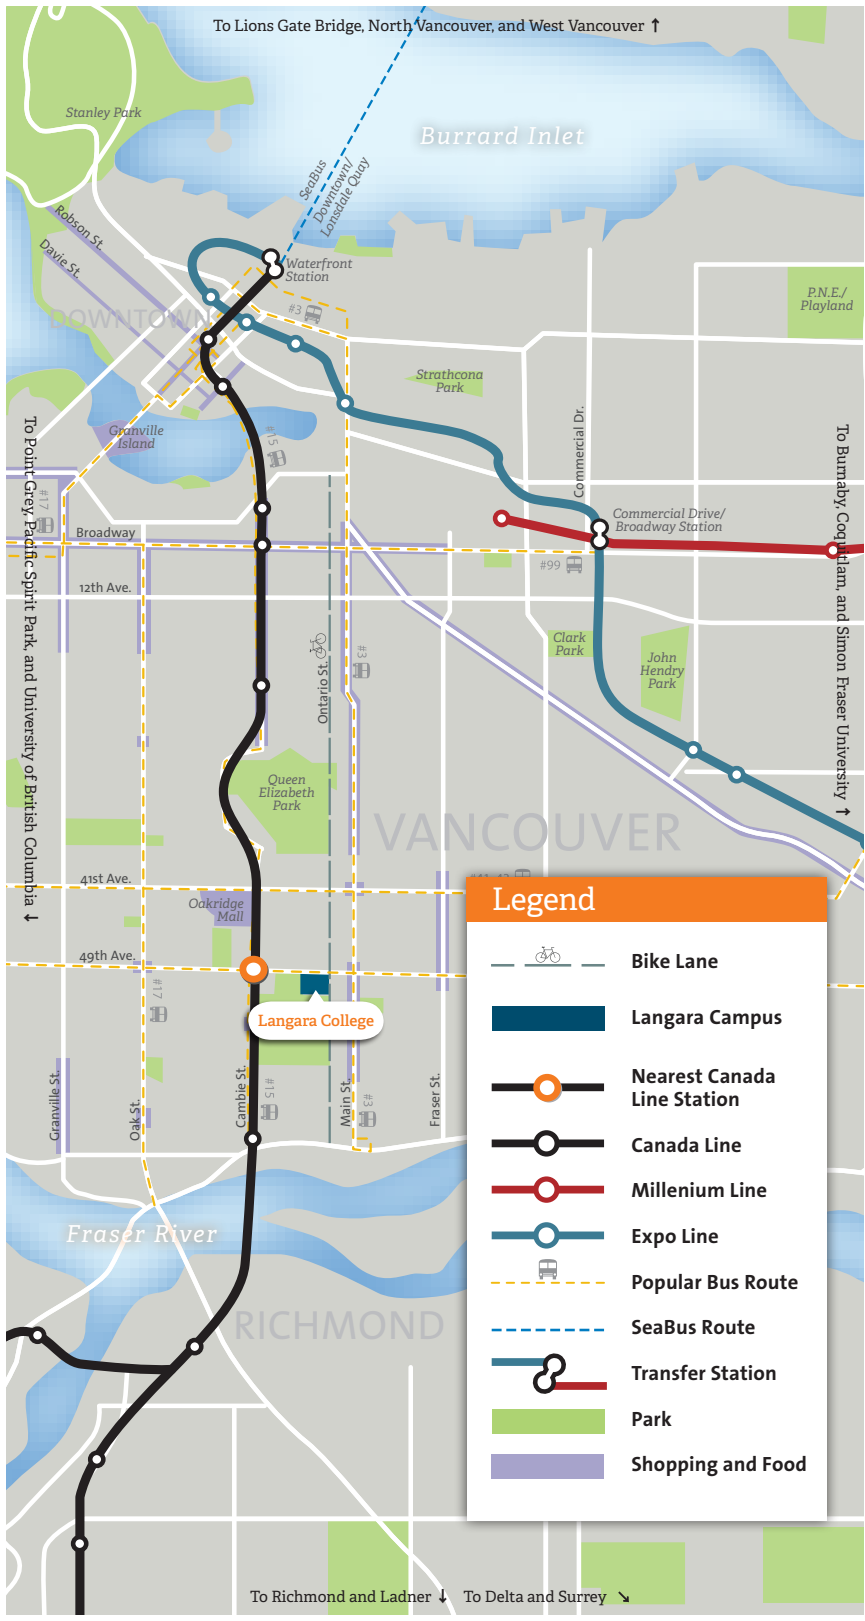 To Lions Gate Bridge, North Vancouver, and West Vancouver ↑
Stanley Park
Burrard Inlet
SeaBus
Downtown/
Lonsdale Quay
Robson St.
Davie St.
Waterfront
Station
DOWNTOWN
#3
P.N.E./
Playland
Strathcona
Park
Granville
Island
#15
Commercial Dr.
To Point Grey, Pacific Spirit Park, and University of British Columbia ↓
To Burnaby, Coquitlam, and Simon Fraser University ↑
#17
Commercial Drive/
Broadway Station
Broadway
#99
12th Ave.
Clark
Park
John
Hendry
Park
#3
Ontario St.
Queen
Elizabeth
Park
VANCOUVER
41st Ave.
Oakridge
Mall
49th Ave.
#17
Langara College
Granville St.
Oak St.
Cambie St.
#15
Main St.
#3
Fraser St.
Fraser River
RICHMOND
Legend
Bike Lane
Langara Campus
Nearest Canada
Line Station
Canada Line
Millenium Line
Expo Line
Popular Bus Route
SeaBus Route
Transfer Station
Park
Shopping and Food
To Richmond and Ladner ↓ To Delta and Surrey ↘